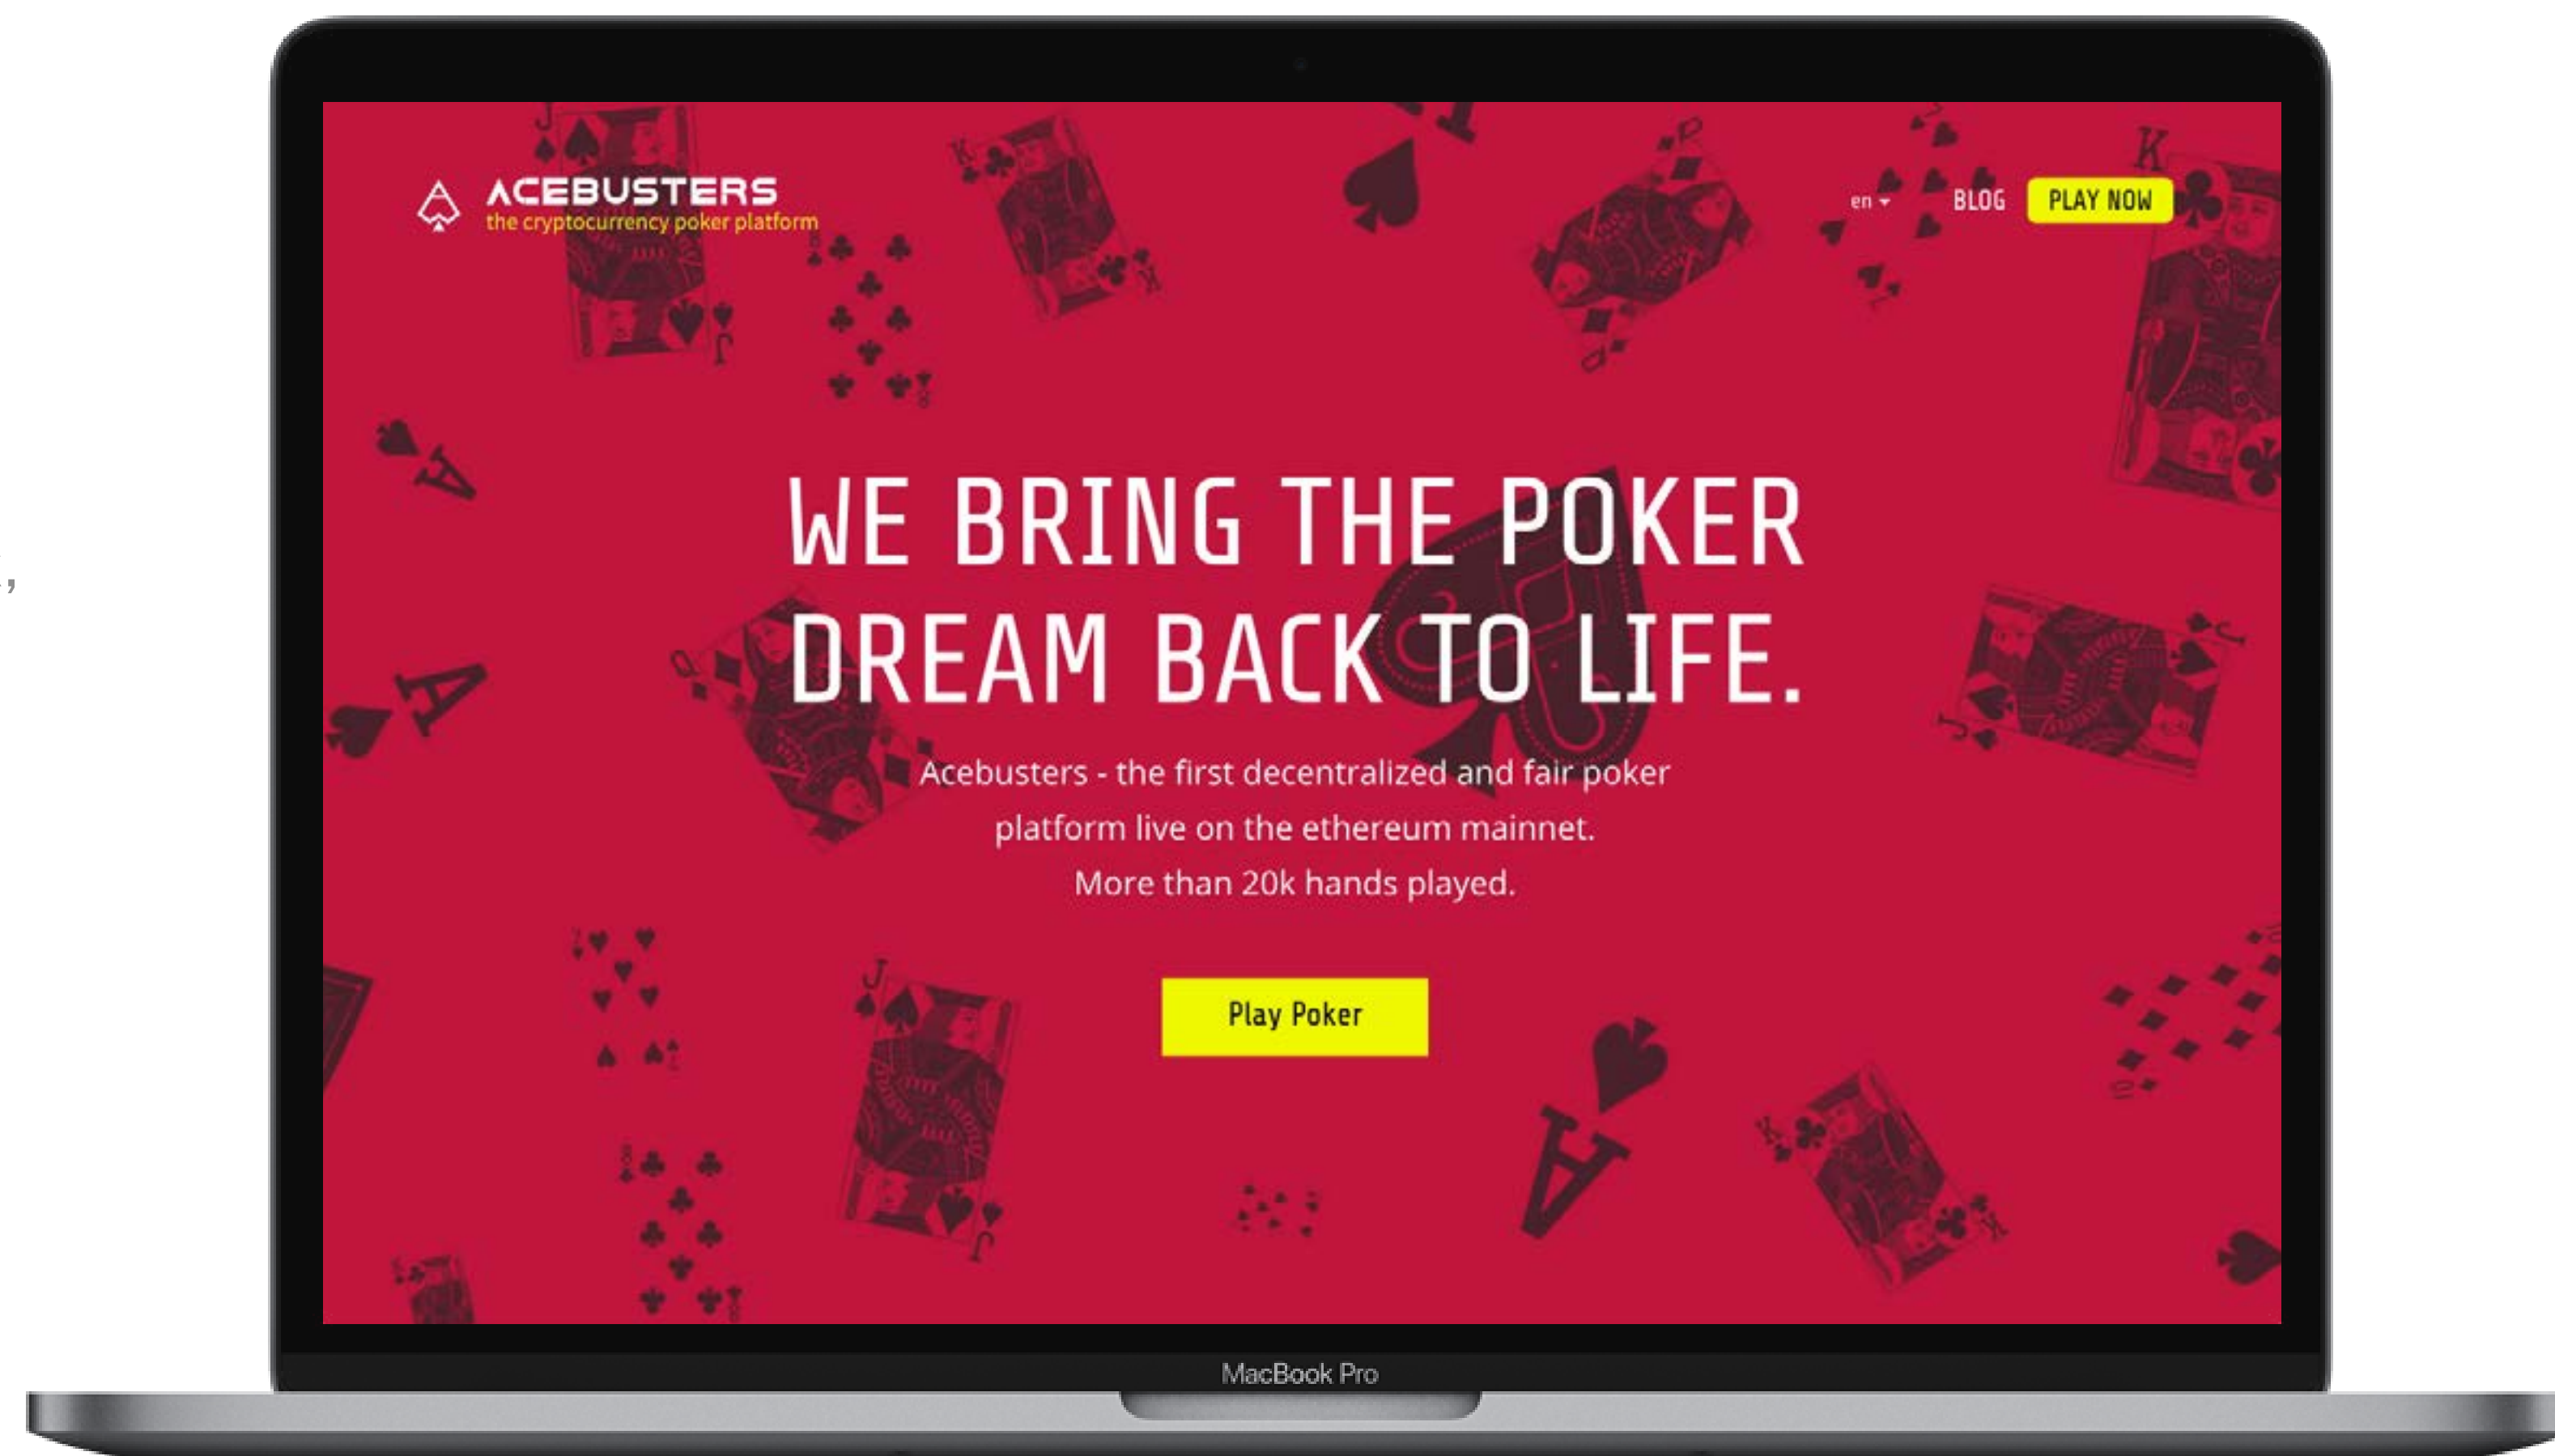 ACEBUSTERS
the cryptocurrency poker platform
en
BLOG
PLAY NOW
WE BRING THE POKER
DREAM BACK TO LIFE.
Acebusters - the first decentralized and fair poker
platform live on the ethereum mainnet.
More than 20k hands played.
Play Poker
MacBook Pro